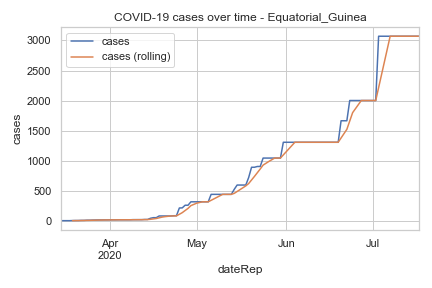 COVID-19 cases over time - Equatorial_Guinea
cases
cases (rolling)
3000
2500
2000
1500
1000
500
0
cases
Apr
2020
May
Jun
Jul
dateRep